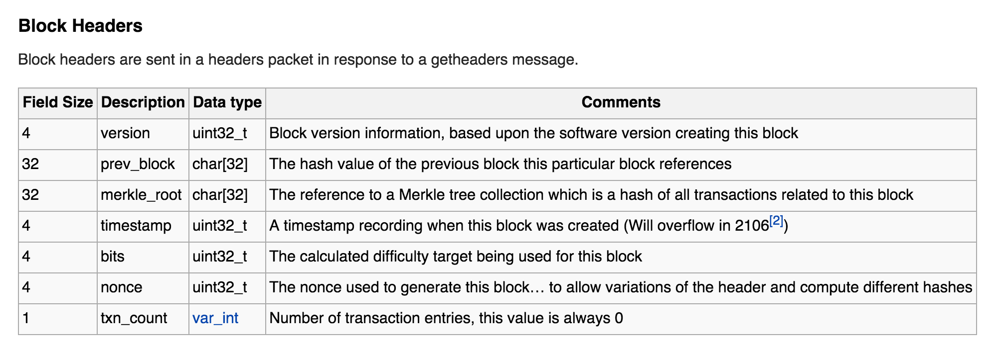 Block Headers
Block headers are sent in a headers packet in response to a getheaders message.
Field Size Description Data type Comments
4 version uint32_t Block version information, based upon the software version creating this block
32 prev_block char[32] The hash value of the previous block this particular block references
32 merkle_root char[32] The reference to a Merkle tree collection which is a hash of all transactions related to this block
4 timestamp uint32_t A timestamp recording when this block was created (Will overflow in 2106[2])
4 bits uint32_t The calculated difficulty target being used for this block
4 nonce uint32_t The nonce used to generate this block… to allow variations of the header and compute different hashes
1 txn_count var_int Number of transaction entries, this value is always 0